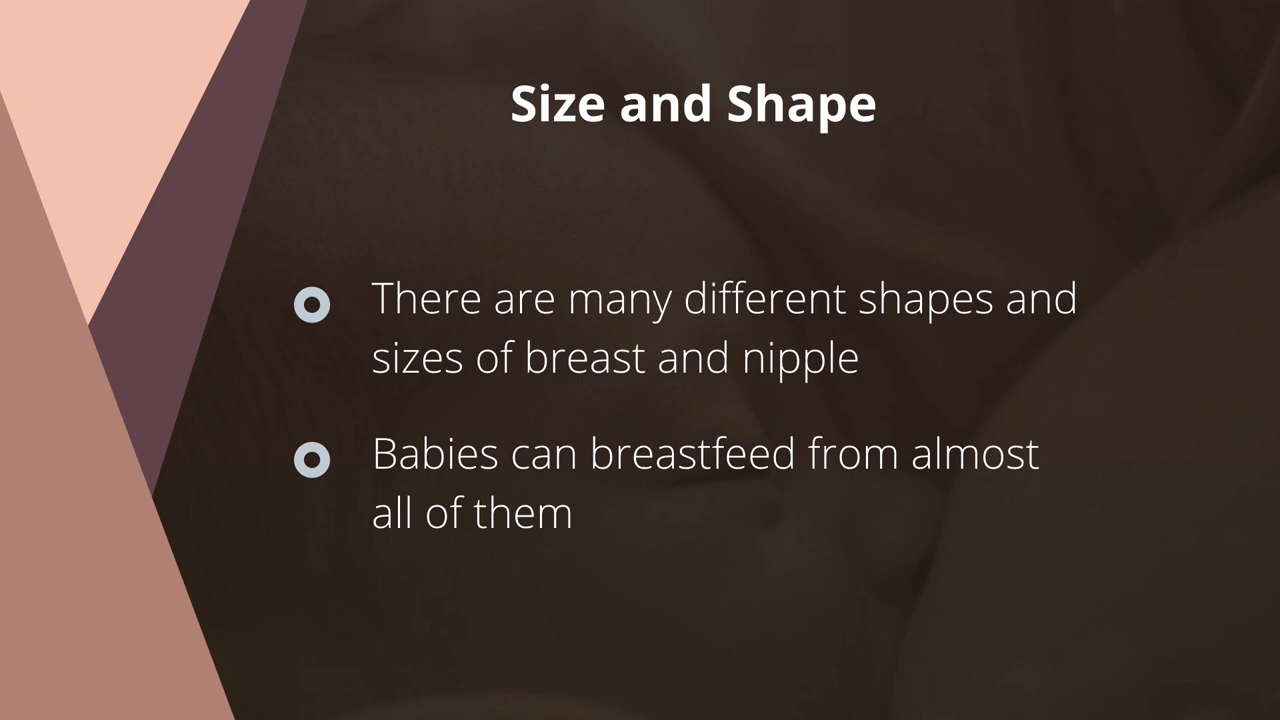 Size and Shape
There are many different shapes and
sizes of breast and nipple
Babies can breastfeed from almost
all of them